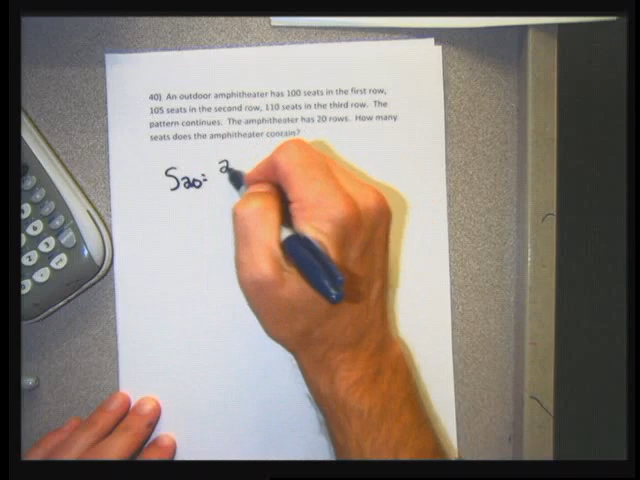 40) An outdoor amphitheater has 100 seats in the first row,
105 seats in the second row, 110 seats in the third row. The
pattern continues. The amphitheater has 20 rows. How many
seats does the amphitheater contain?
S20= 2